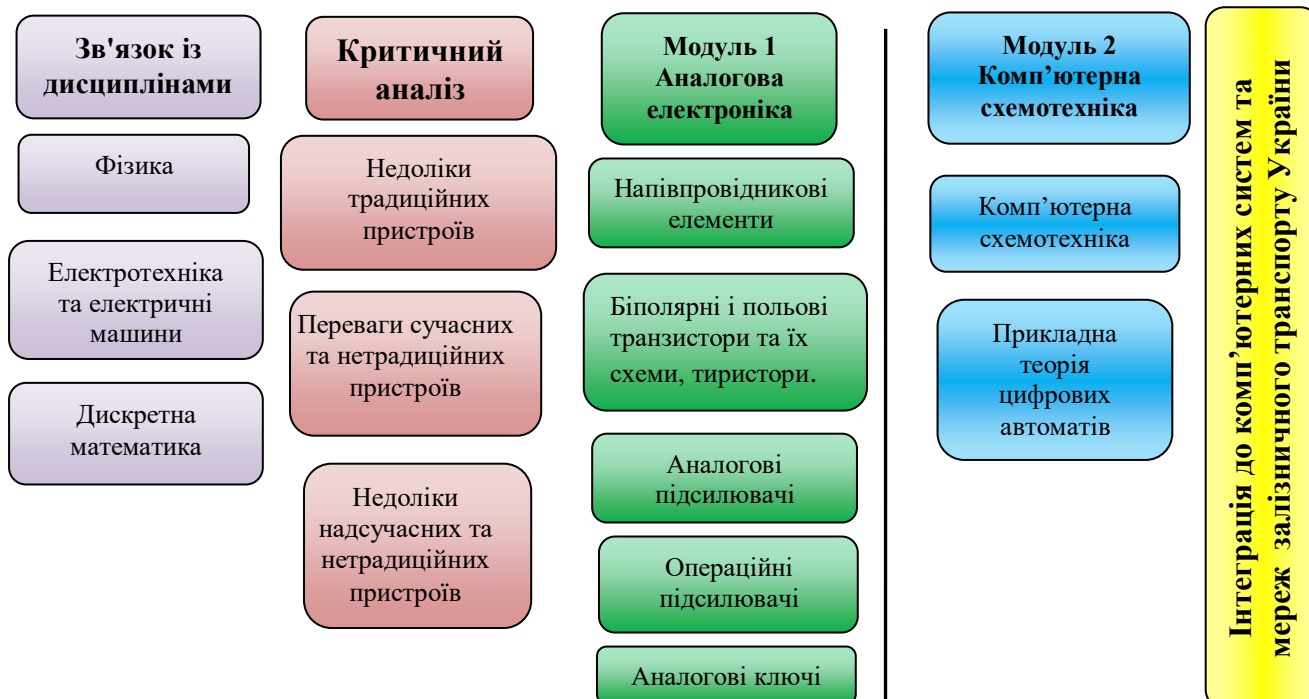 Зв'язок із
дисциплінами
Фізика
Електротехніка
та електричні
машини
Дискретна
математика
Критичний
аналіз
Недоліки
традиційних
пристроїв
Переваги сучасних
та нетрадиційних
пристроїв
Недоліки
надсучасних та
нетрадиційних
пристроїв
Модуль 1
Аналогова
електроніка
Напівпровідникові
елементи
Біполярні і польові
транзистори та їх
схеми, тиристори.
Аналогові
підсилювачі
Операційні
підсилювачі
Аналогові ключі
Модуль 2
Комп’ютерна
схемотехніка
Комп’ютерна
схемотехніка
Прикладна
теорія
цифрових
автоматів
Інтеграція до комп’ютерних систем та
мереж залізничного транспорту України